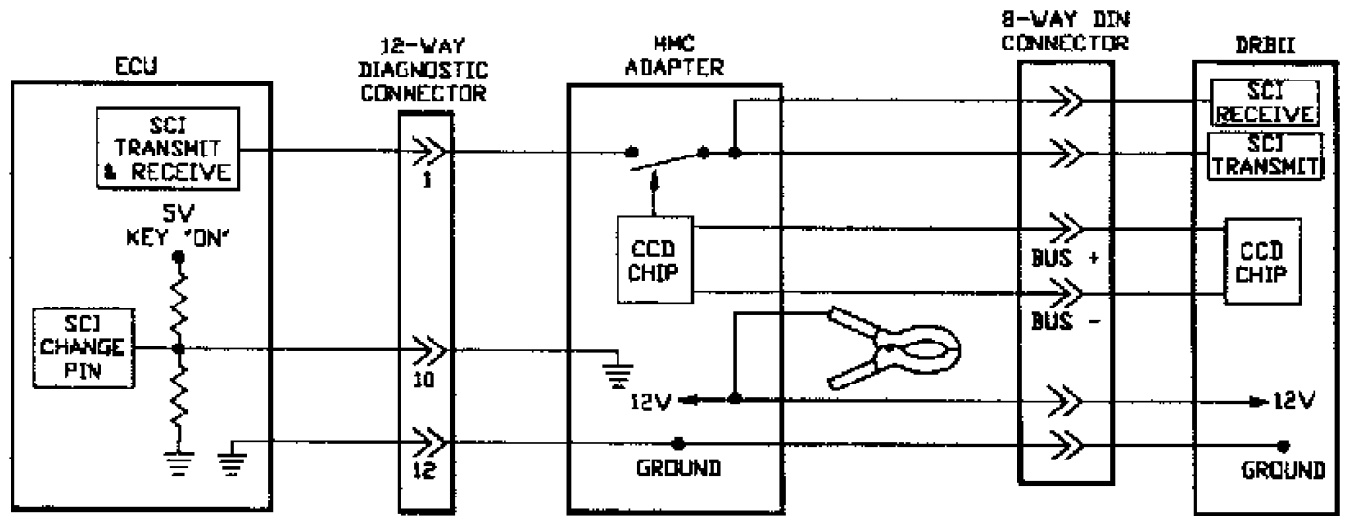 ECU
12-WAY
DIAGNOSTIC
CONNECTOR
HMC
ADAPTER
8-WAY DIN
CONNECTOR
DRBII
SCI
TRANSMIT
& RECEIVE
1
SCI
RECEIVE
SCI
TRANSMIT
5V
KEY "ON"
CCD
CHIP
BUS +
BUS -
CCD
CHIP
SCI
CHANGE
PIN
10
12V
12V
12
GROUND
GROUND